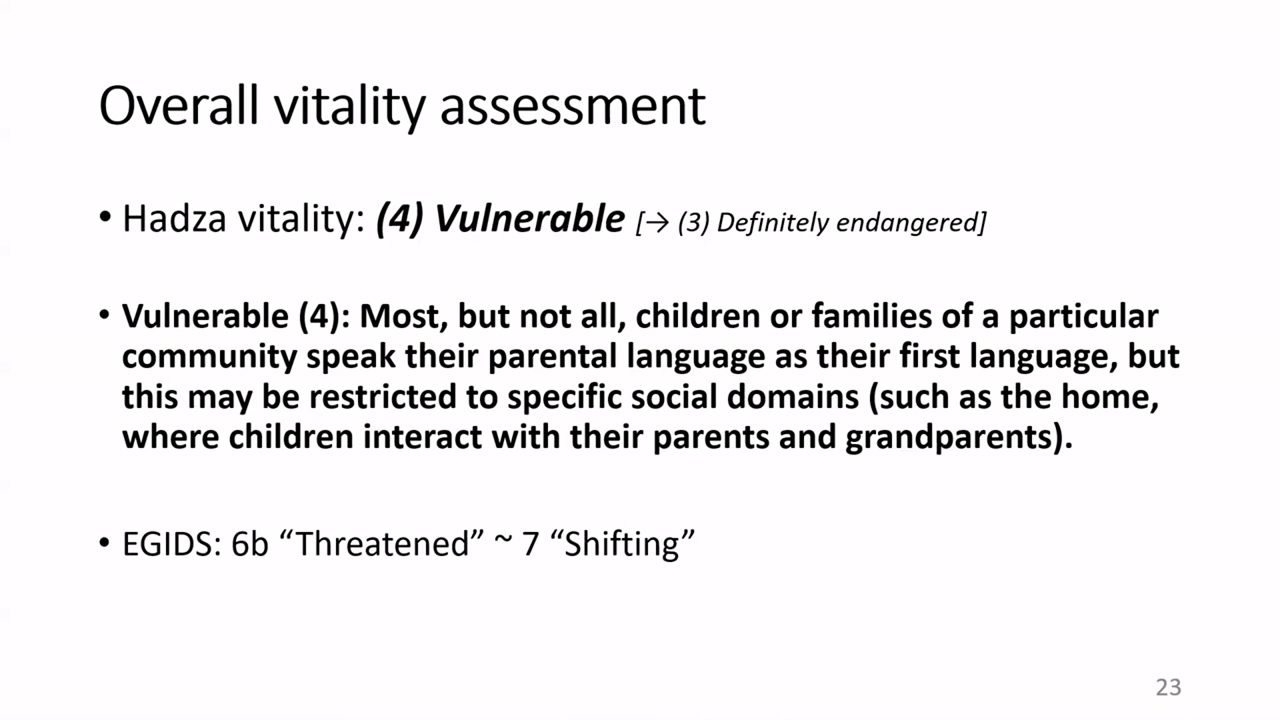 Overall vitality assessment
• Hadza vitality: (4) Vulnerable [→ (3) Definitely endangered]
• Vulnerable (4): Most, but not all, children or families of a particular
community speak their parental language as their first language, but
this may be restricted to specific social domains (such as the home,
where children interact with their parents and grandparents).
• EGIDS: 6b “Threatened” ~ 7 “Shifting”
23